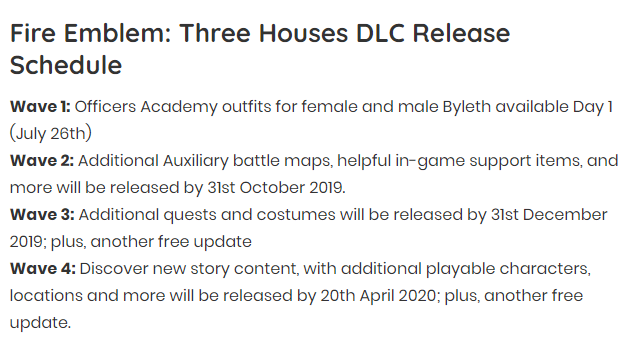 Fire Emblem: Three Houses DLC Release
Schedule
Wave 1: Officers Academy outfits for female and male Byleth available Day 1
(July 26th)
Wave 2: Additional Auxiliary battle maps, helpful in-game support items, and
more will be released by 31st October 2019.
Wave 3: Additional quests and costumes will be released by 31st December
2019; plus, another free update
Wave 4: Discover new story content, with additional playable characters,
locations and more will be released by 20th April 2020; plus, another free
update.